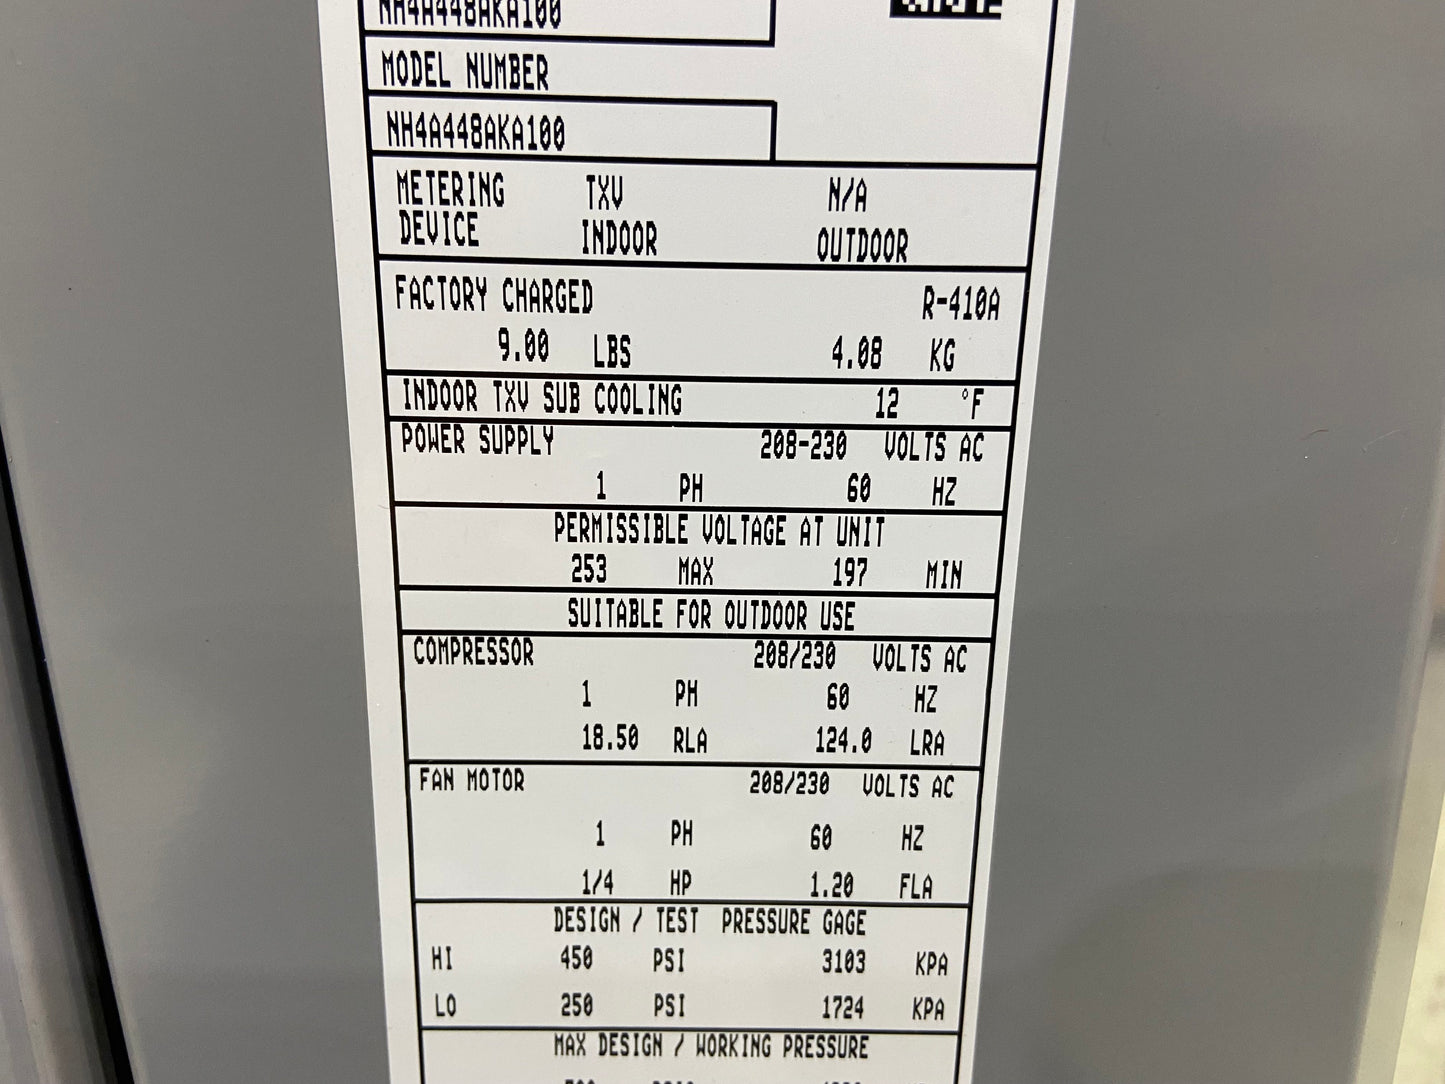 NH4A448AKA100
MODEL NUMBER
NH4A448AKA100
METERING DEVICE TXV INDOOR N/A OUTDOOR
FACTORY CHARGED R-410A
9.00 LBS 4.08 KG
INDOOR TXV SUB COOLING 12 °F
POWER SUPPLY 208-230 VOLTS AC
1 PH 60 HZ
PERMISSIBLE VOLTAGE AT UNIT
253 MAX 197 MIN
SUITABLE FOR OUTDOOR USE
COMPRESSOR 208/230 VOLTS AC
1 PH 60 HZ
18.50 RLA 124.0 LRA
FAN MOTOR 208/230 VOLTS AC
1 PH 60 HZ
1/4 HP 1.20 FLA
DESIGN / TEST PRESSURE GAGE
HI 450 PSI 3103 KPA
LO 250 PSI 1724 KPA
MAX DESIGN / WORKING PRESSURE